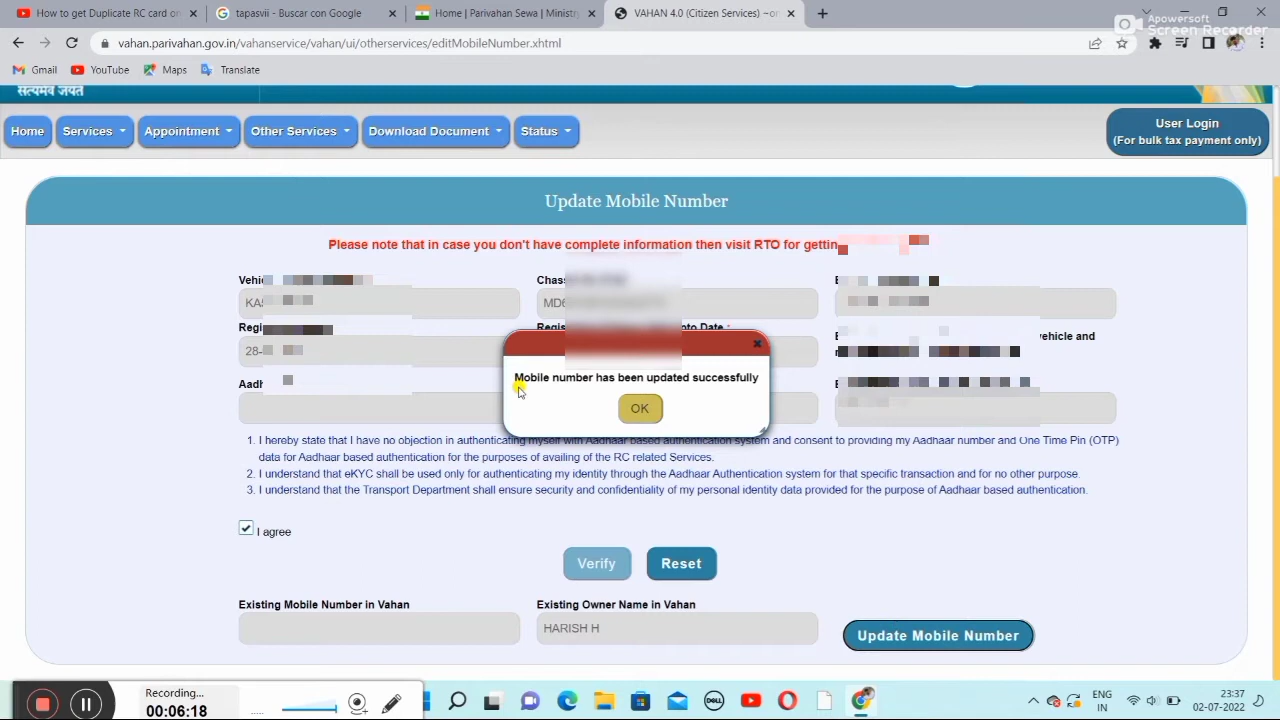 How to get Duplicate RC card on
tapasvii - Buscar con Google
Home | Parivahan Sewa | Ministry
VAHAN 4.0 (Citizen Services) ~on
Apowersoft
Screen Recorder
vahan.parivahan.gov.in/vahanservice/vahan/ui/otherservices/editMobileNumber.xhtml
Gmail
YouTube
Maps
Translate
सत्यमेव जयते
Home
Services
Appointment
Other Services
Download Document
Status
User Login
(For bulk tax payment only)
Update Mobile Number
Please note that in case you don't have complete information then visit RTO for gettin
Vehi
Chass
KA
MD
Regi
Date
vehicle and
28-
Mobile number has been updated successfully
Aadh
OK
1. I hereby state that I have no objection in authenticating myself with Aadhaar based authentication system and consent to providing my Aadhaar number and One Time Pin (OTP)
data for Aadhaar based authentication for the purposes of availing of the RC related Services.
2. I understand that eKYC shall be used only for authenticating my identity through the Aadhaar Authentication system for that specific transaction and for no other purpose.
3. I understand that the Transport Department shall ensure security and confidentiality of my personal identity data provided for the purpose of Aadhaar based authentication.
I agree
Verify
Reset
Existing Mobile Number in Vahan
Existing Owner Name in Vahan
HARISH H
Update Mobile Number
Recording...
00:06:18
DELL
ENG
IN
23:37
02-07-2022